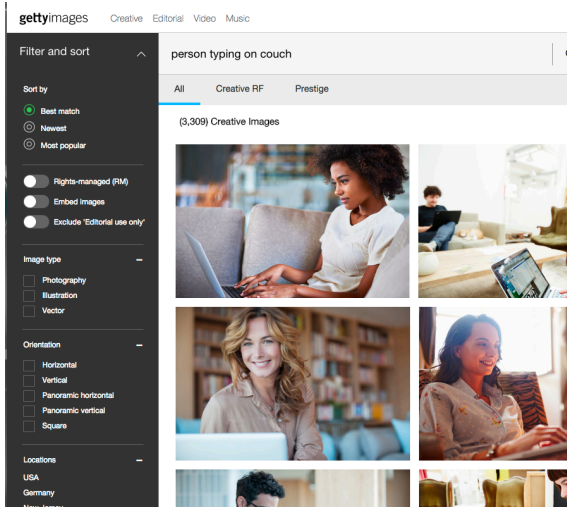 gettyimages Creative Editorial Video Music
Filter and sort
person typing on couch
All Creative RF Prestige
(3,309) Creative Images
Sort by
Best match
Newest
Most popular
Rights-managed (RM)
Embed images
Exclude 'Editorial use only'
Image type
Photography
Illustration
Vector
Orientation
Horizontal
Vertical
Panoramic horizontal
Panoramic vertical
Square
Locations
USA
Germany